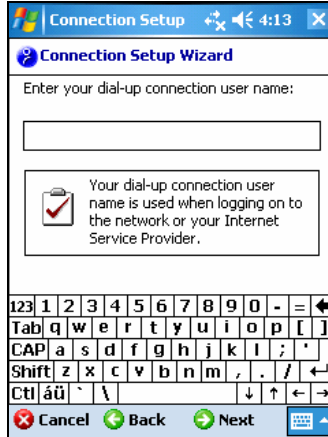 Connection Setup 4:13
Connection Setup Wizard
Enter your dial-up connection user name:
Your dial-up connection user
name is used when logging on to
the network or your Internet
Service Provider.
123 1 2 3 4 5 6 7 8 9 0 - =
Tab q w e r t y u i o p [ ]
CAP a s d f g h j k l ; '
Shift z x c v b n m , . /
Ctl áü ` \ ↓ ↑ ← →
Cancel Back Next